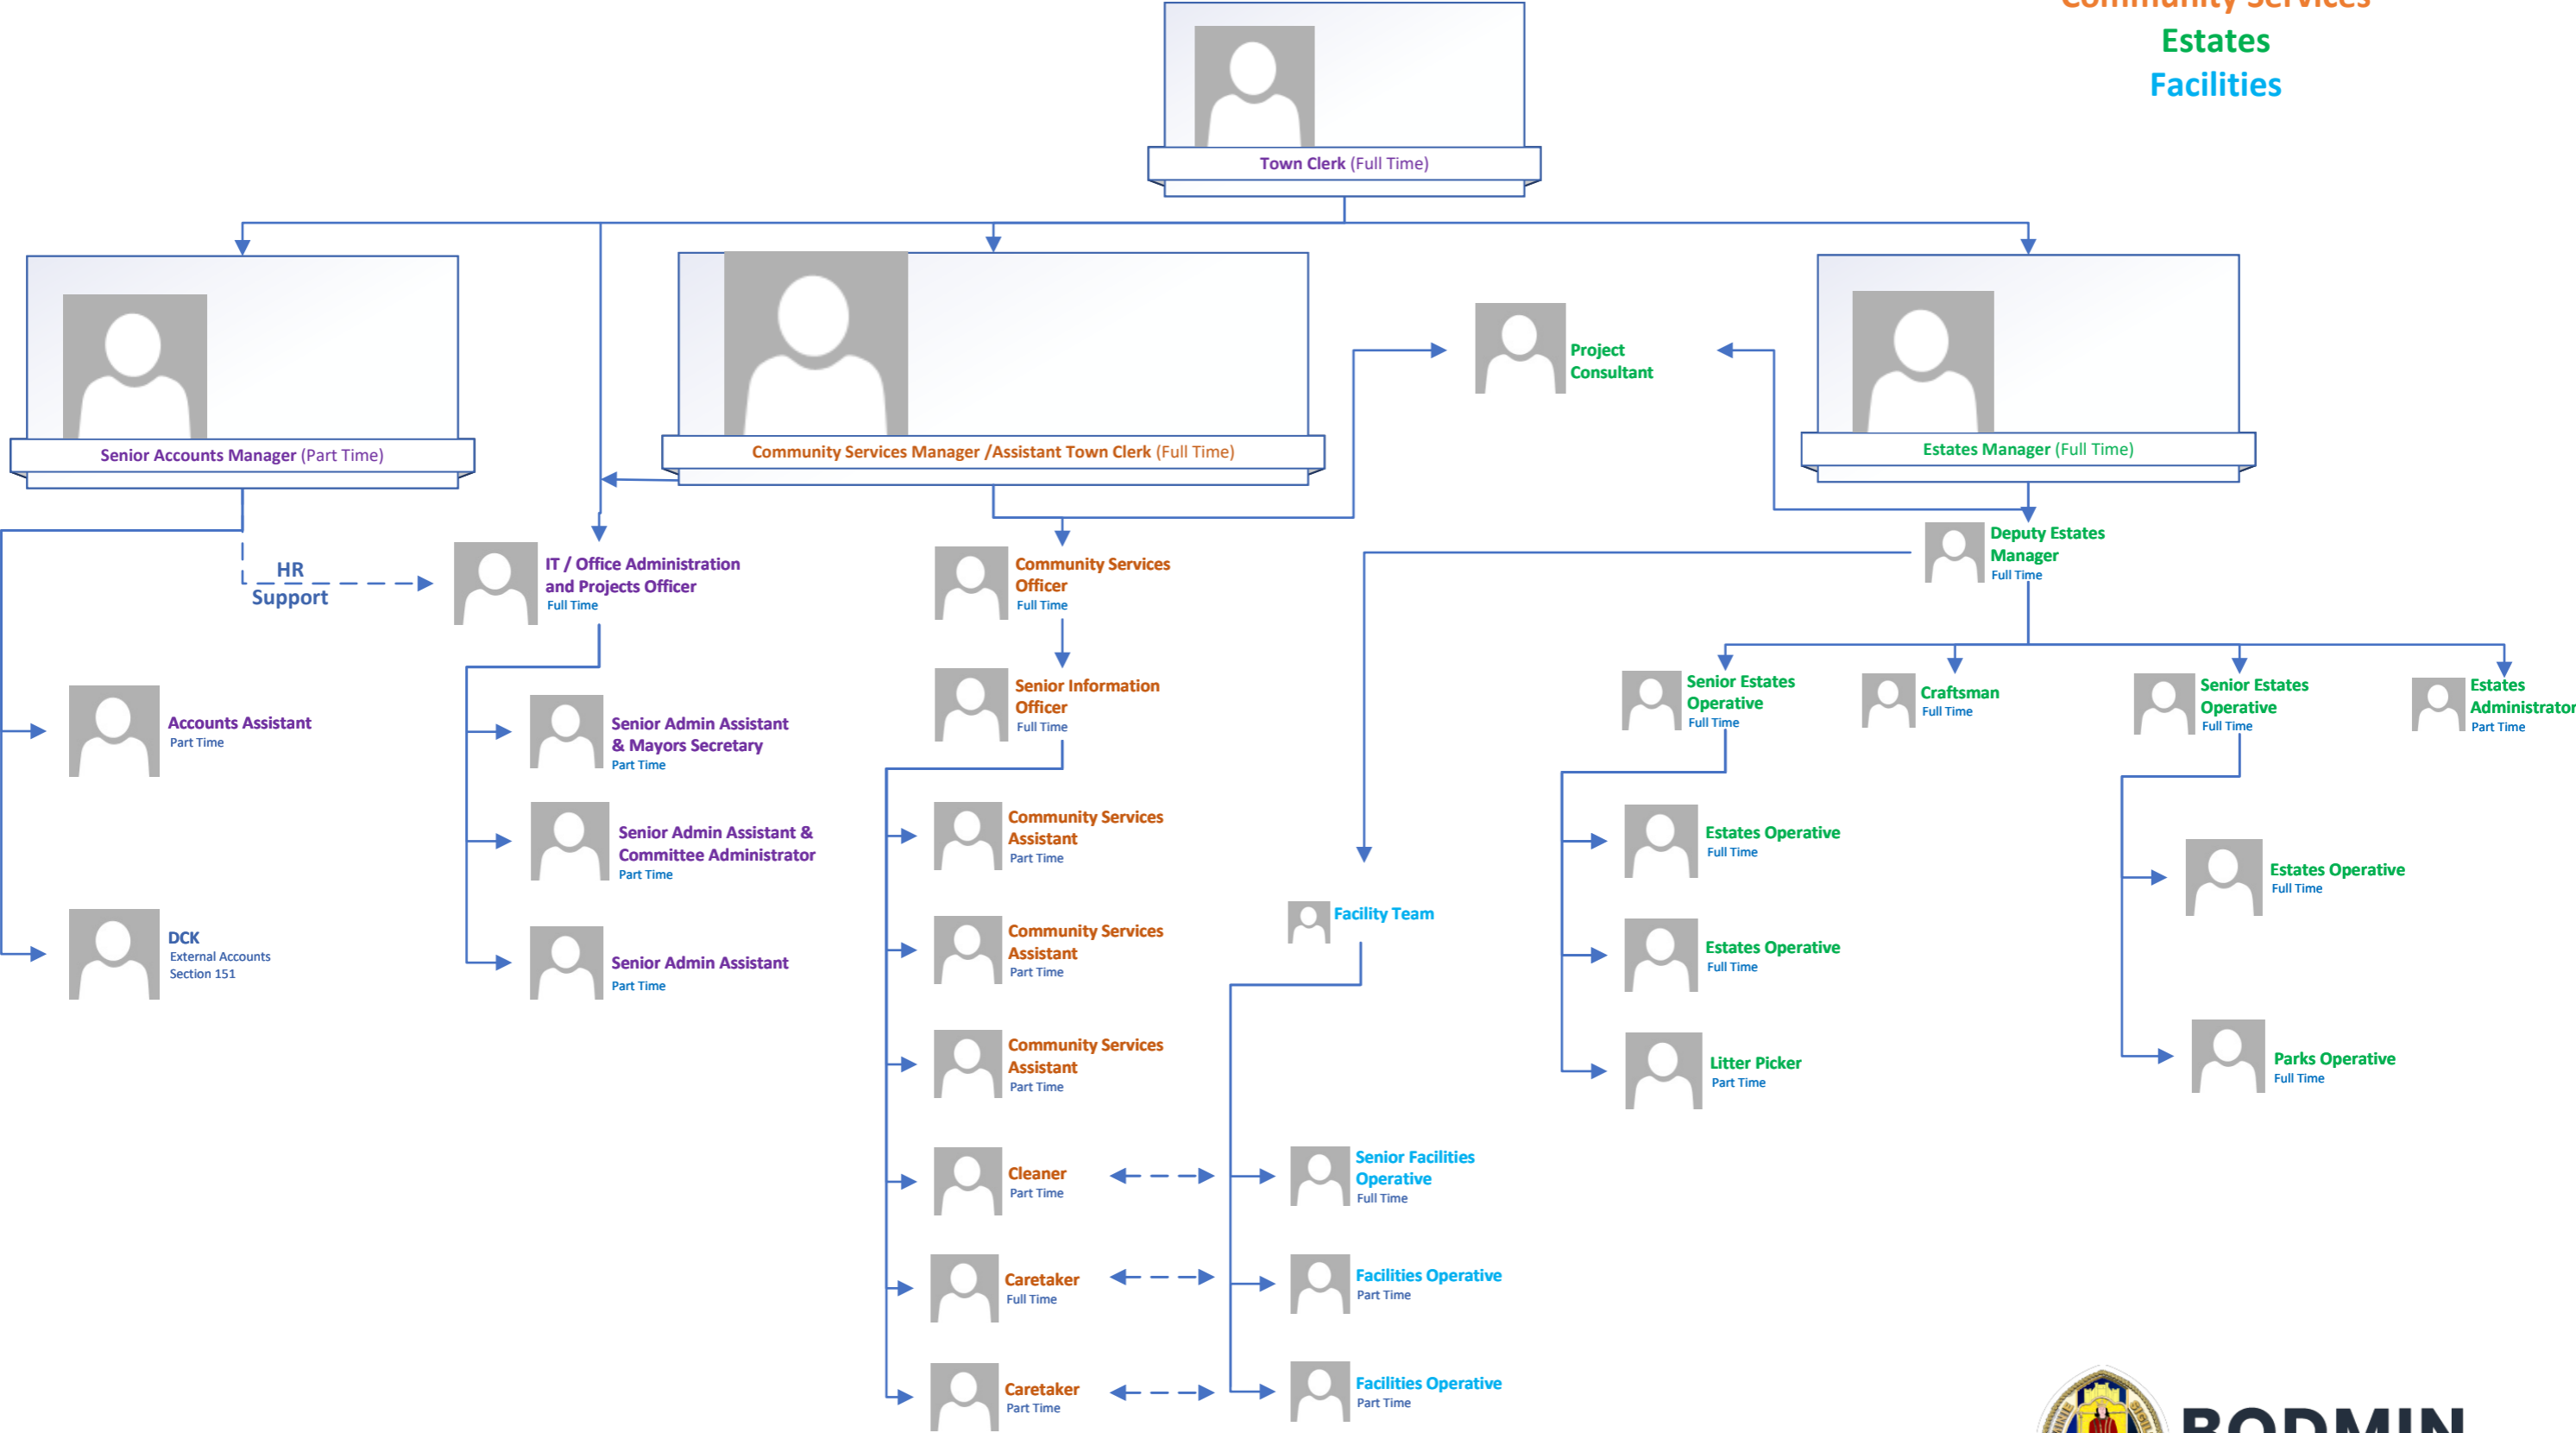 Community Services
Estates
Facilities
Town Clerk (Full Time)
Senior Accounts Manager (Part Time)
Community Services Manager /Assistant Town Clerk (Full Time)
Estates Manager (Full Time)
Project
Consultant
HR
Support
IT / Office Administration
and Projects Officer
Full Time
Community Services
Officer
Full Time
Deputy Estates
Manager
Full Time
Accounts Assistant
Part Time
DCK
External Accounts
Section 151
Senior Admin Assistant
& Mayors Secretary
Part Time
Senior Admin Assistant &
Committee Administrator
Part Time
Senior Admin Assistant
Part Time
Senior Information
Officer
Full Time
Community Services
Assistant
Part Time
Community Services
Assistant
Part Time
Community Services
Assistant
Part Time
Cleaner
Part Time
Caretaker
Full Time
Caretaker
Part Time
Facility Team
Senior Facilities
Operative
Full Time
Facilities Operative
Part Time
Facilities Operative
Part Time
Senior Estates
Operative
Full Time
Craftsman
Full Time
Senior Estates
Operative
Full Time
Estates
Administrator
Part Time
Estates Operative
Full Time
Estates Operative
Full Time
Litter Picker
Part Time
Estates Operative
Full Time
Parks Operative
Full Time
BODMIN